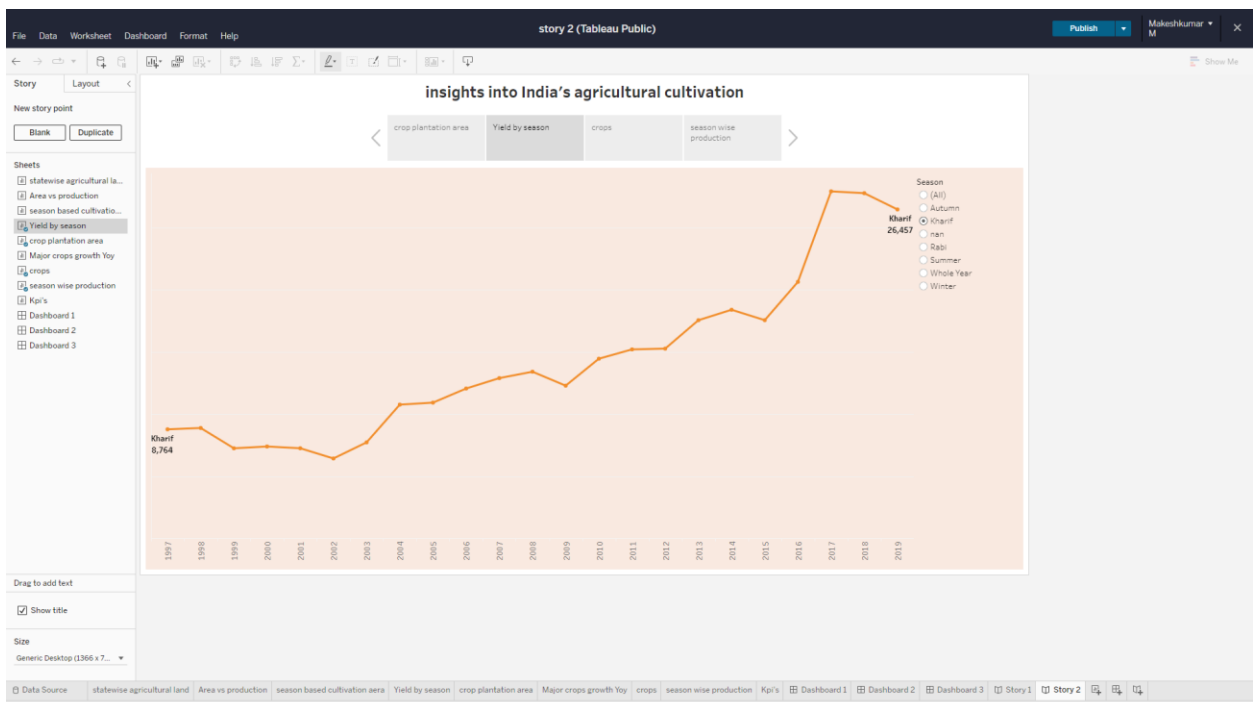 story 2 (Tableau Public)
File Data Worksheet Dashboard Format Help
Publish
Makeshkumar
M
Show Me
Story Layout
New story point
Blank Duplicate
Sheets
statewise agricultural la...
Area vs production
season based cultivatio...
Yield by season
crop plantation area
Major crops growth Yoy
crops
season wise production
Kpi's
Dashboard 1
Dashboard 2
Dashboard 3
Drag to add text
Show title
Size
Generic Desktop (1366 x 7...
insights into India's agricultural cultivation
crop plantation area
Yield by season
crops
season wise
production
Season
(All)
Autumn
Kharif
nan
Rabi
Summer
Whole Year
Winter
Kharif
26,457
Kharif
8,764
1997 1998 1999 2000 2001 2002 2003 2004 2005 2006 2007 2008 2009 2010 2011 2012 2013 2014 2015 2016 2017 2018 2019
Data Source statewise agricultural land Area vs production season based cultivation aera Yield by season crop plantation area Major crops growth Yoy crops season wise production Kpi's Dashboard 1 Dashboard 2 Dashboard 3 Story 1 Story 2